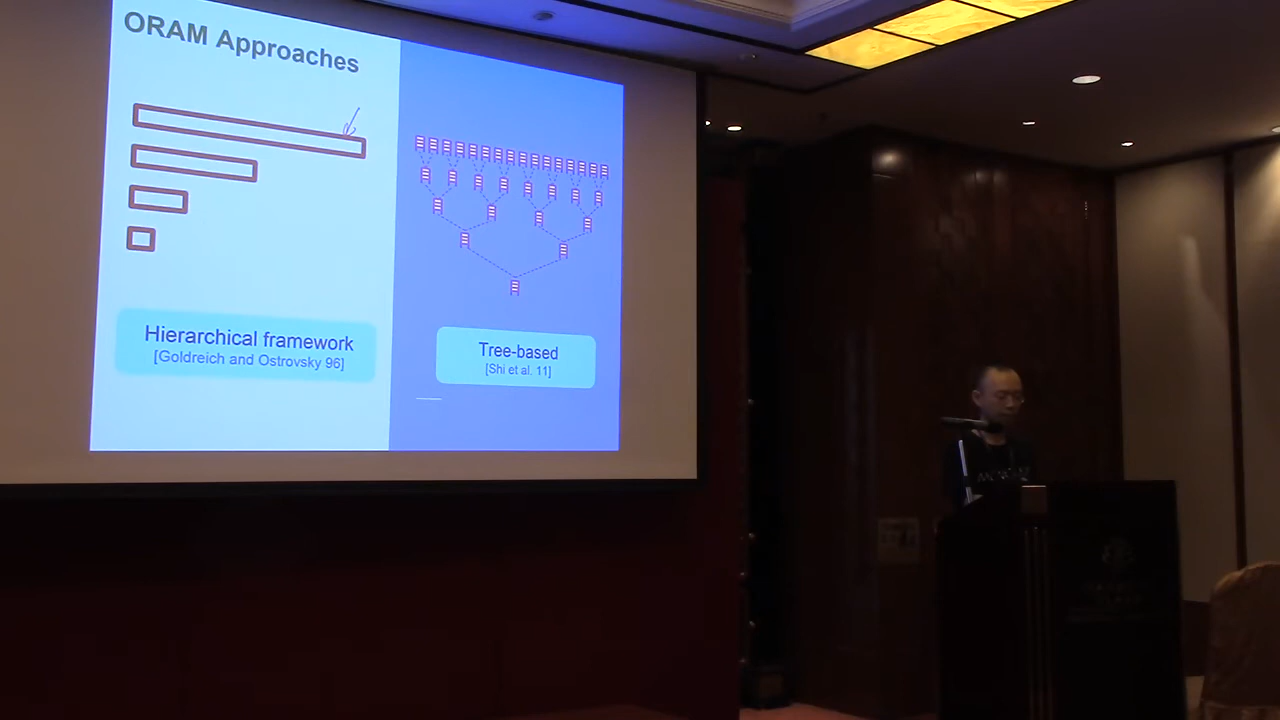 ORAM Approaches
Hierarchical framework
[Goldreich and Ostrovsky 96]
Tree-based
[Shi et al. 11]